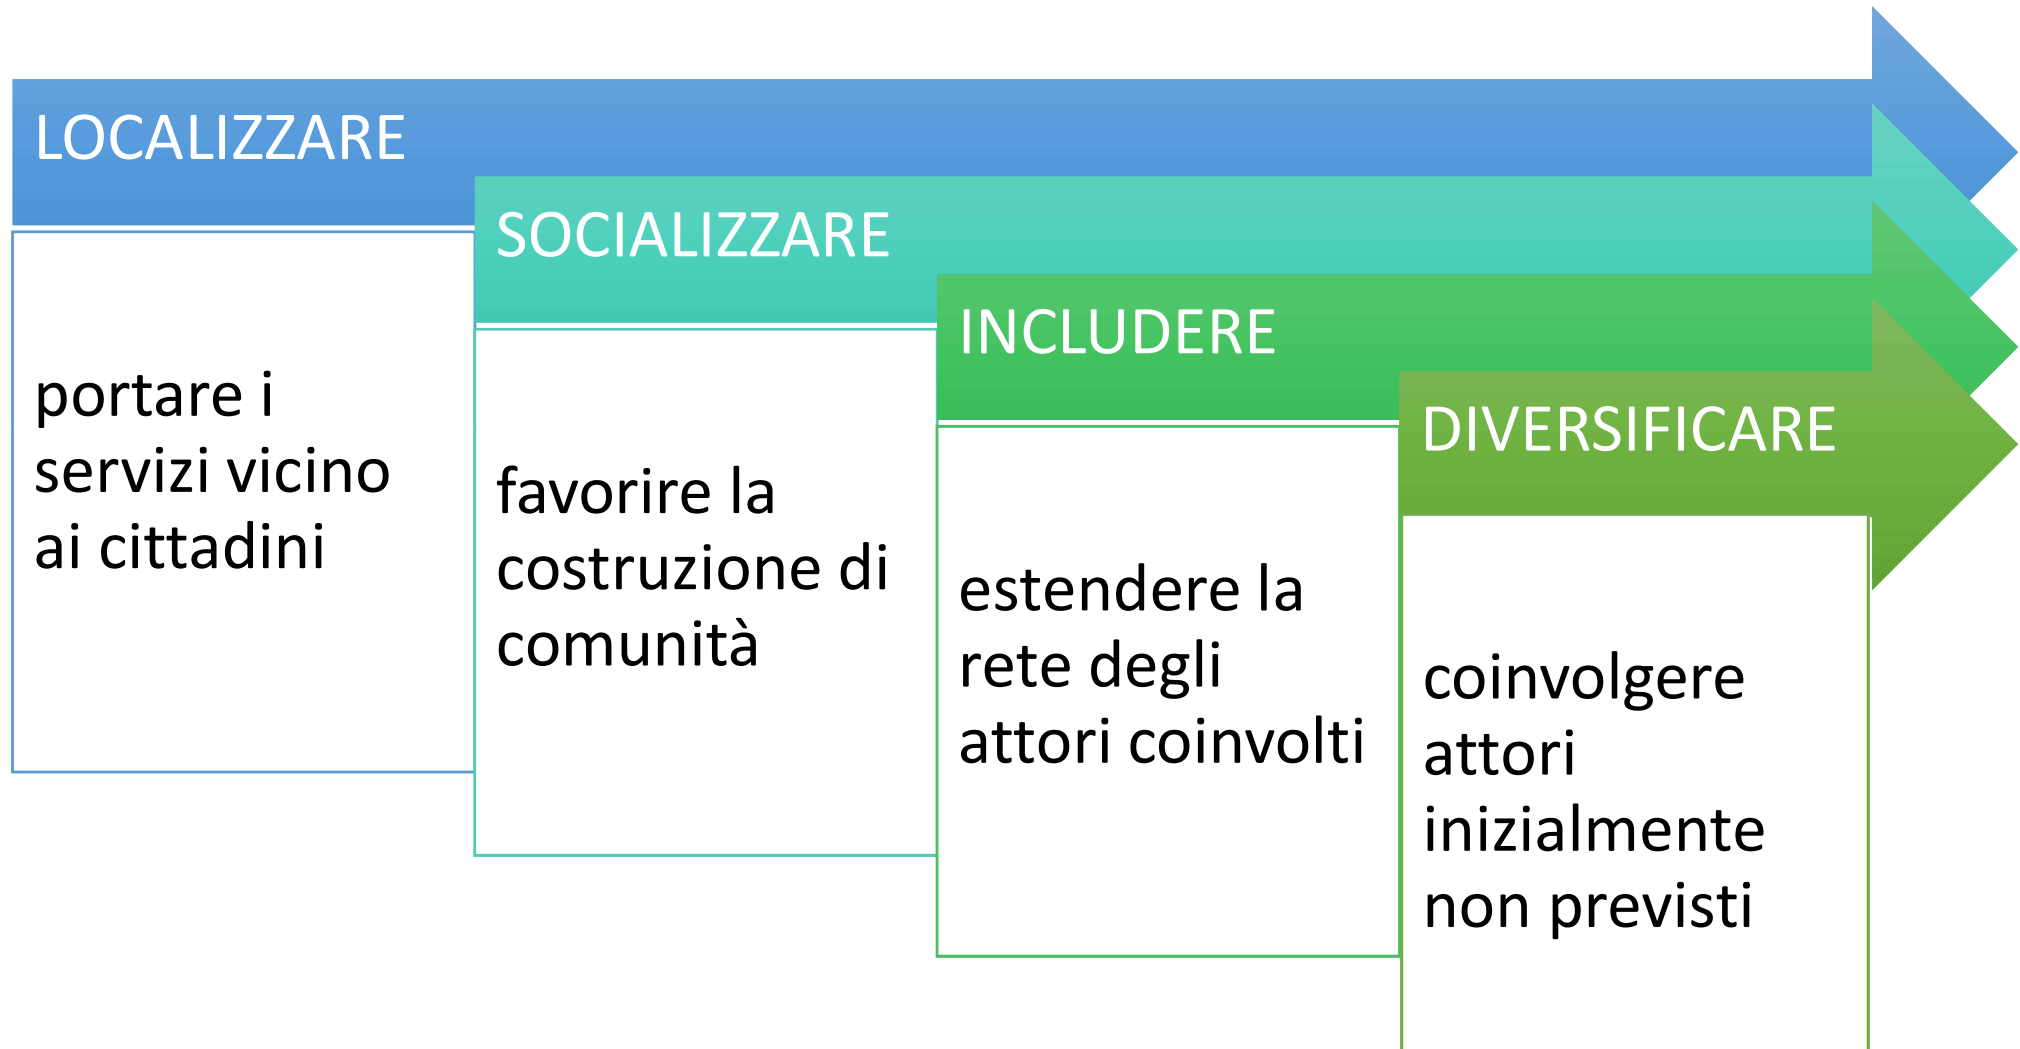 LOCALIZZARE
portare i
servizi vicino
ai cittadini
SOCIALIZZARE
favorire la
costruzione di
comunità
INCLUDERE
estendere la
rete degli
attori coinvolti
DIVERSIFICARE
coinvolgere
attori
inizialmente
non previsti